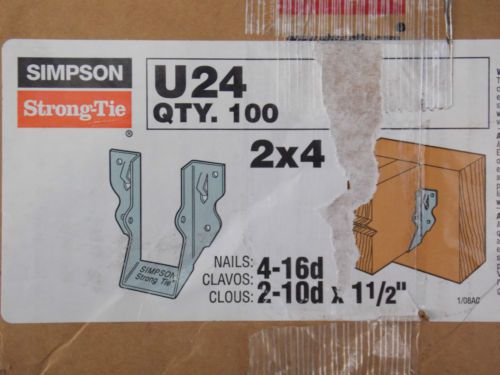 SIMPSON
Strong-Tie
®
U24
QTY. 100
2x4
SIMPSON
Strong Tie
NAILS:
CLAVOS: 4-16d
CLOUS: 2-10d x 1 1/2"
1/08AC